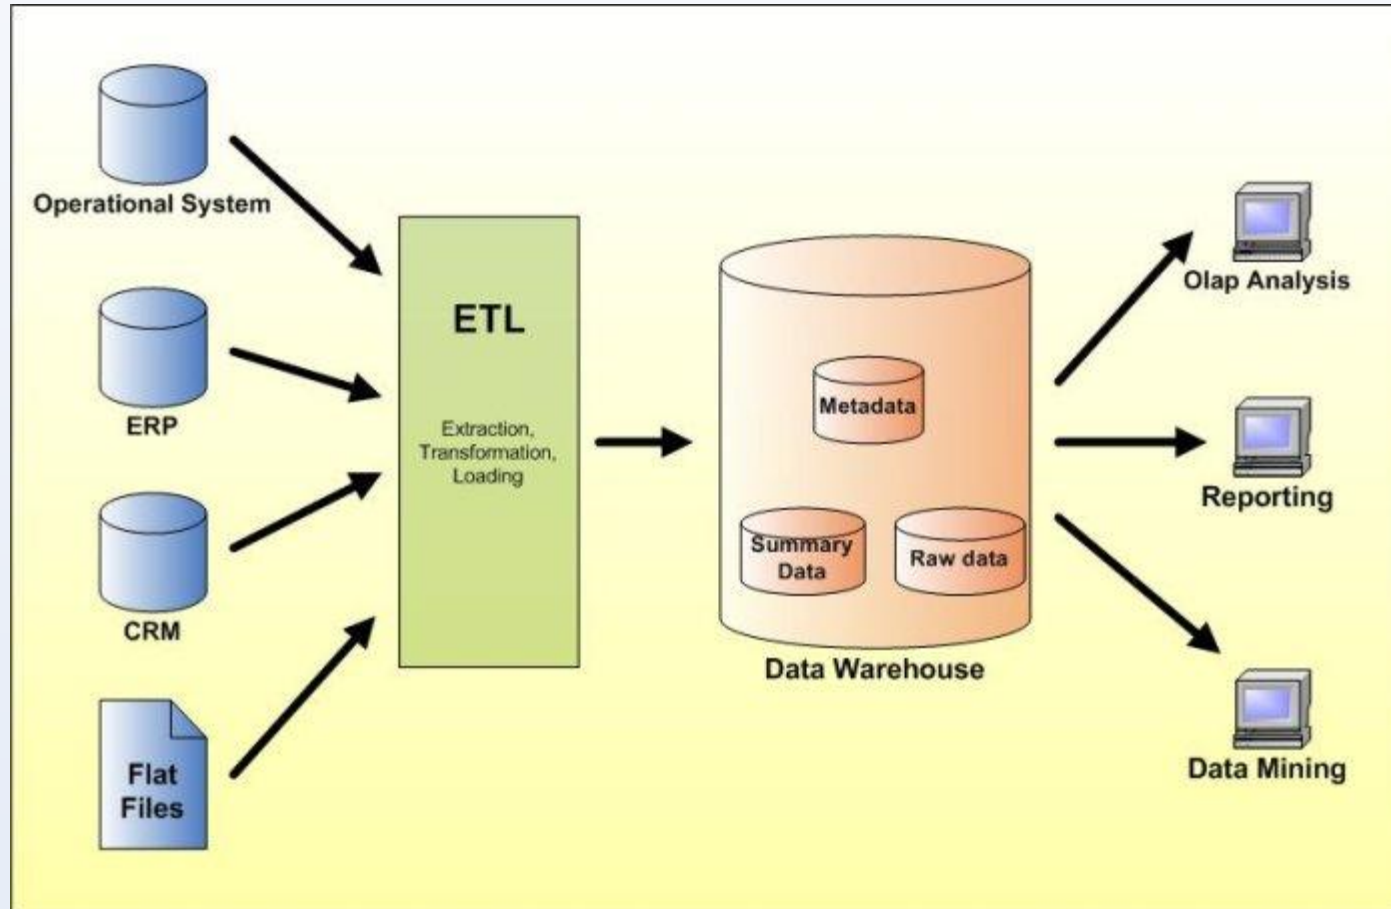 Operational System
ERP
CRM
Flat
Files
ETL
Extraction,
Transformation,
Loading
Metadata
Summary
Data
Raw data
Data Warehouse
Olap Analysis
Reporting
Data Mining